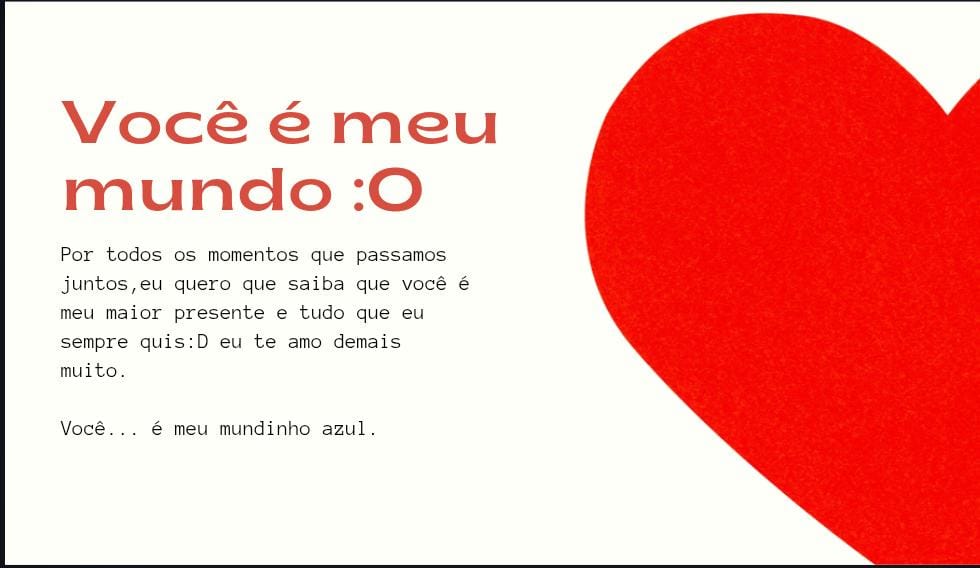 Você é meu
mundo :O
Por todos os momentos que passamos
juntos,eu quero que saiba que você é
meu maior presente e tudo que eu
sempre quis:D eu te amo demais
muito.
Você... é meu mundinho azul.